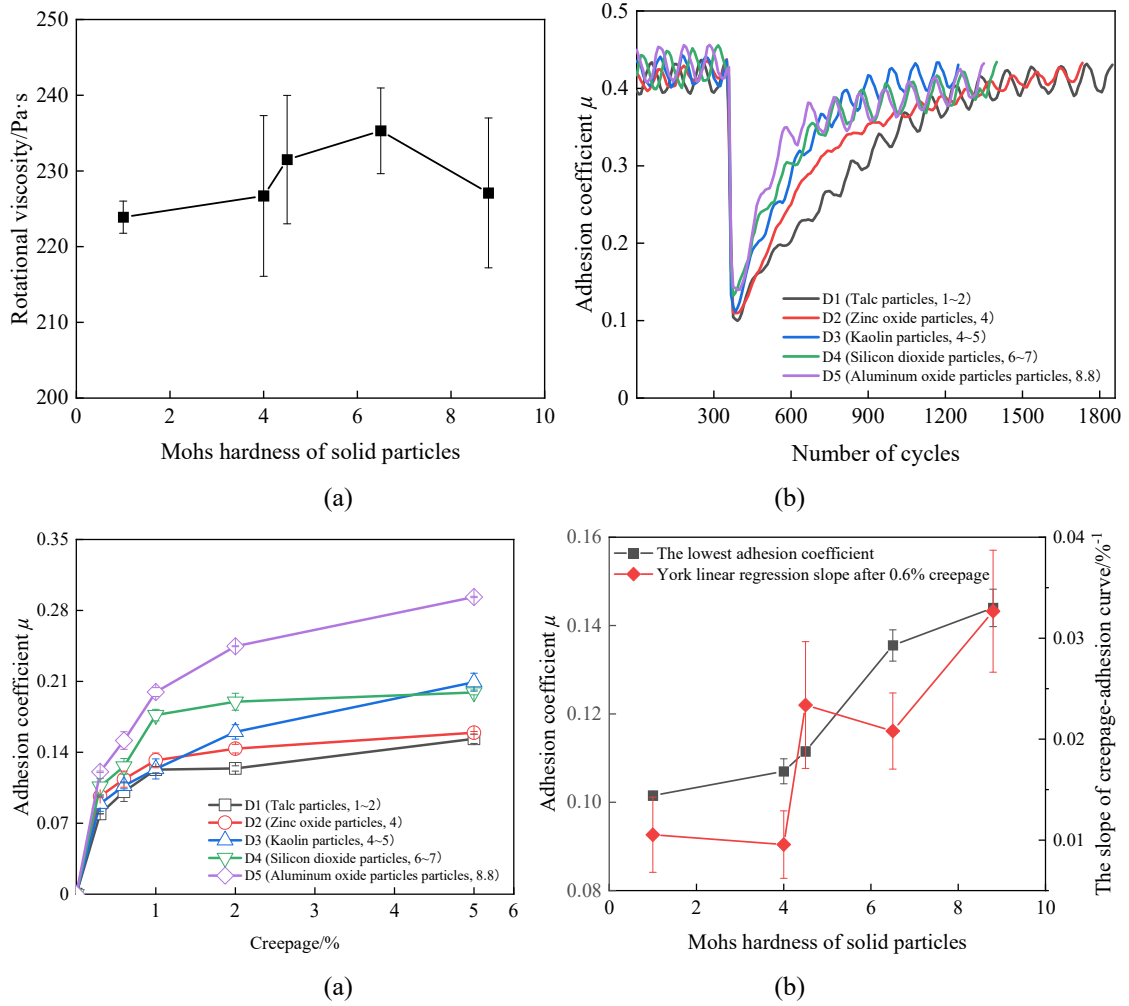 250
240
230
220
210
200
0
2
4
6
8
10
Rotational viscosity/Pa·s
Mohs hardness of solid particles
(a)
0.5
0.4
0.3
0.2
0.1
0
300
600
900
1200
1500
1800
Adhesion coefficient μ
D1 (Talc particles, 1~2)
D2 (Zinc oxide particles, 4)
D3 (Kaolin particles, 4~5)
D4 (Silicon dioxide particles, 6~7)
D5 (Aluminum oxide particles particles, 8.8)
Number of cycles
(b)
0.35
0.28
0.21
0.14
0.07
0
1
2
3
4
5
6
Adhesion coefficient μ
D1 (Talc particles, 1~2)
D2 (Zinc oxide particles, 4)
D3 (Kaolin particles, 4~5)
D4 (Silicon dioxide particles, 6~7)
D5 (Aluminum oxide particles particles, 8.8)
Creepage/%
(a)
0.16
0.14
0.12
0.10
0.08
0
2
4
6
8
10
0.04
0.03
0.02
0.01
Adhesion coefficient μ
The lowest adhesion coefficient
York linear regression slope after 0.6% creepage
The slope of creepage-adhesion curve/%⁻¹
Mohs hardness of solid particles
(b)